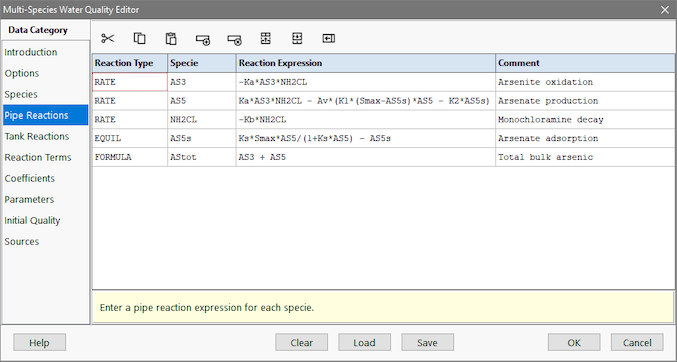 Multi-Species Water Quality Editor
Data Category
Introduction
Options
Species
Pipe Reactions
Tank Reactions
Reaction Terms
Coefficients
Parameters
Initial Quality
Sources
Reaction Type Specie Reaction Expression Comment
RATE AS3 -Ka*AS3*NH2CL Arsenite oxidation
RATE AS5 Ka*AS3*NH2CL - Av*(K1*(Smax-AS5s)*AS5 - K2*AS5s) Arsenate production
RATE NH2CL -Kb*NH2CL Monochloramine decay
EQUIL AS5s Ks*Smax*AS5/(1+Ks*AS5) - AS5s Arsenate adsorption
FORMULA AStot AS3 + AS5 Total bulk arsenic
Enter a pipe reaction expression for each specie.
Help Clear Load Save OK Cancel